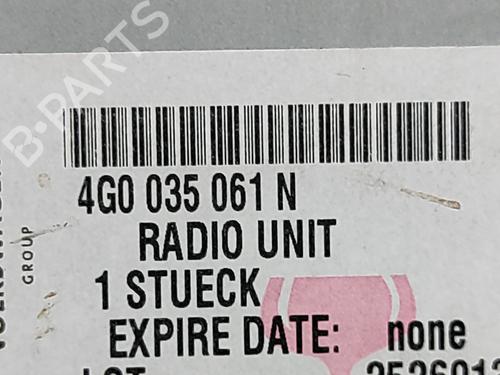 B-PARTS
4G0 035 061 N
RADIO UNIT
1 STUECK
EXPIRE DATE: none
GROUP